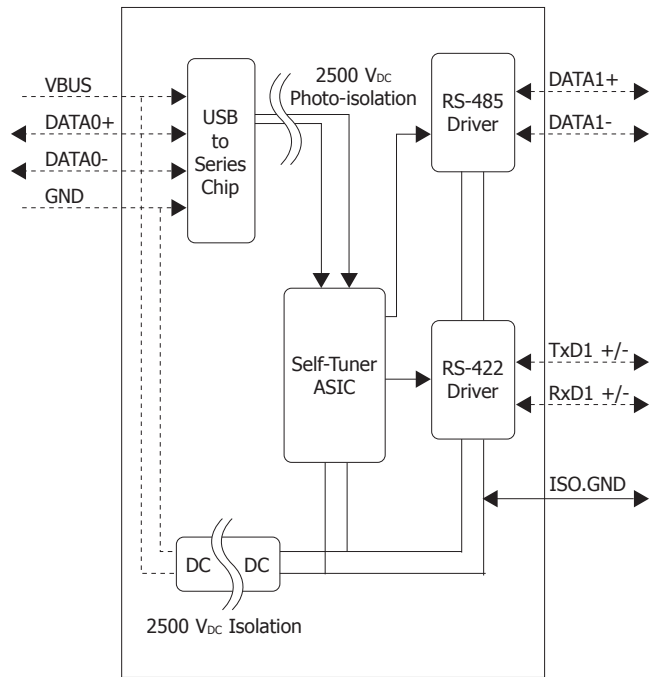 VBUS
DATA0+
DATA0-
GND
USB
to
Series
Chip
2500 VDC
Photo-isolation
RS-485
Driver
DATA1+
DATA1-
Self-Tuner
ASIC
RS-422
Driver
TxD1 +/-
RxD1 +/-
ISO.GND
DC
DC
2500 VDC Isolation